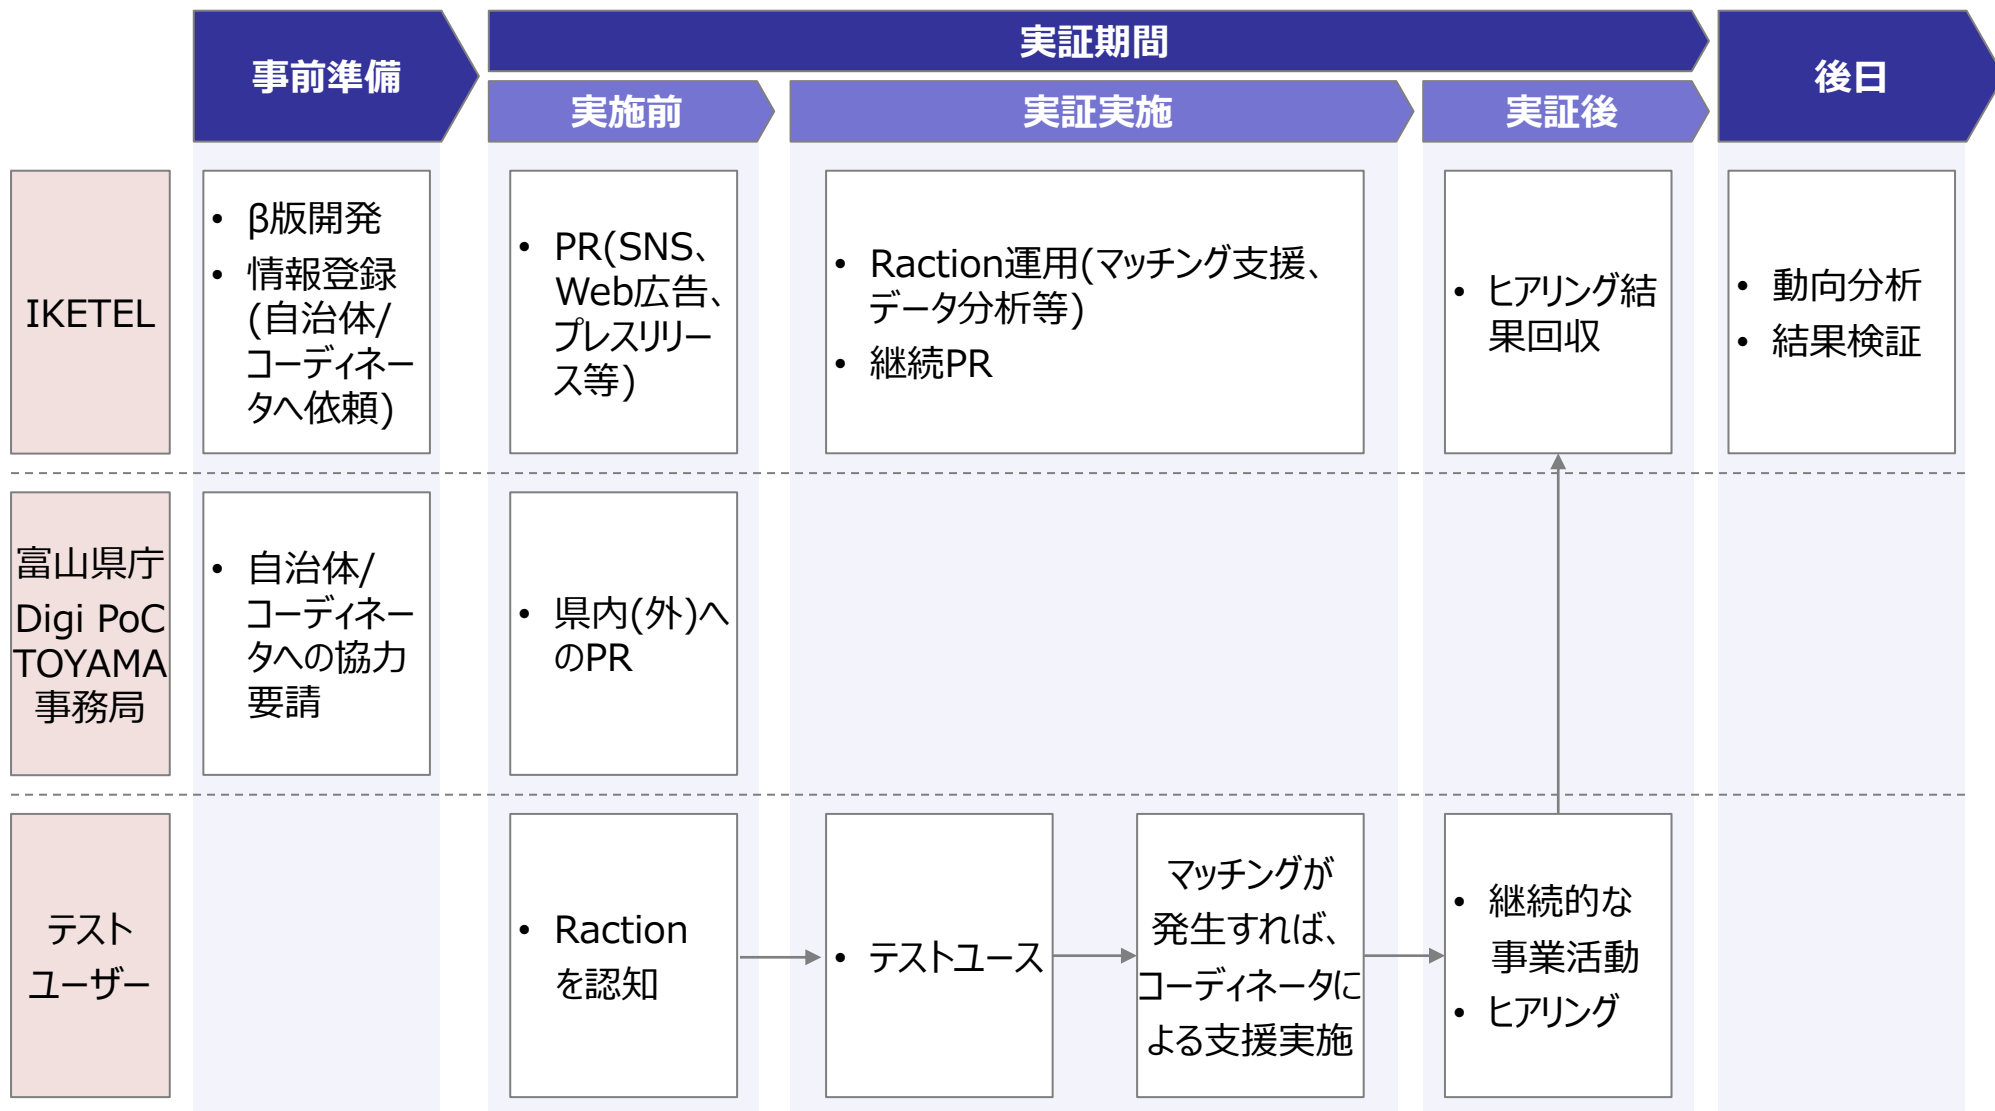 事前準備
実証期間
後日
実施前
実証実施
実証後
IKETEL
• β版開発
• 情報登録
(自治体/
コーディネー
タへ依頼)
• PR(SNS、
Web広告、
プレスリリー
ス等)
• Raction運用(マッチング支援、
データ分析等)
• 継続PR
• ヒアリング結
果回収
• 動向分析
• 結果検証
富山県庁
Digi PoC
TOYAMA
事務局
• 自治体/
コーディネー
タへの協力
要請
• 県内(外)へ
のPR
テスト
ユーザー
• Raction
を認知
• テストユース
マッチングが
発生すれば、
コーディネータに
よる支援実施
• 継続的な
事業活動
• ヒアリング